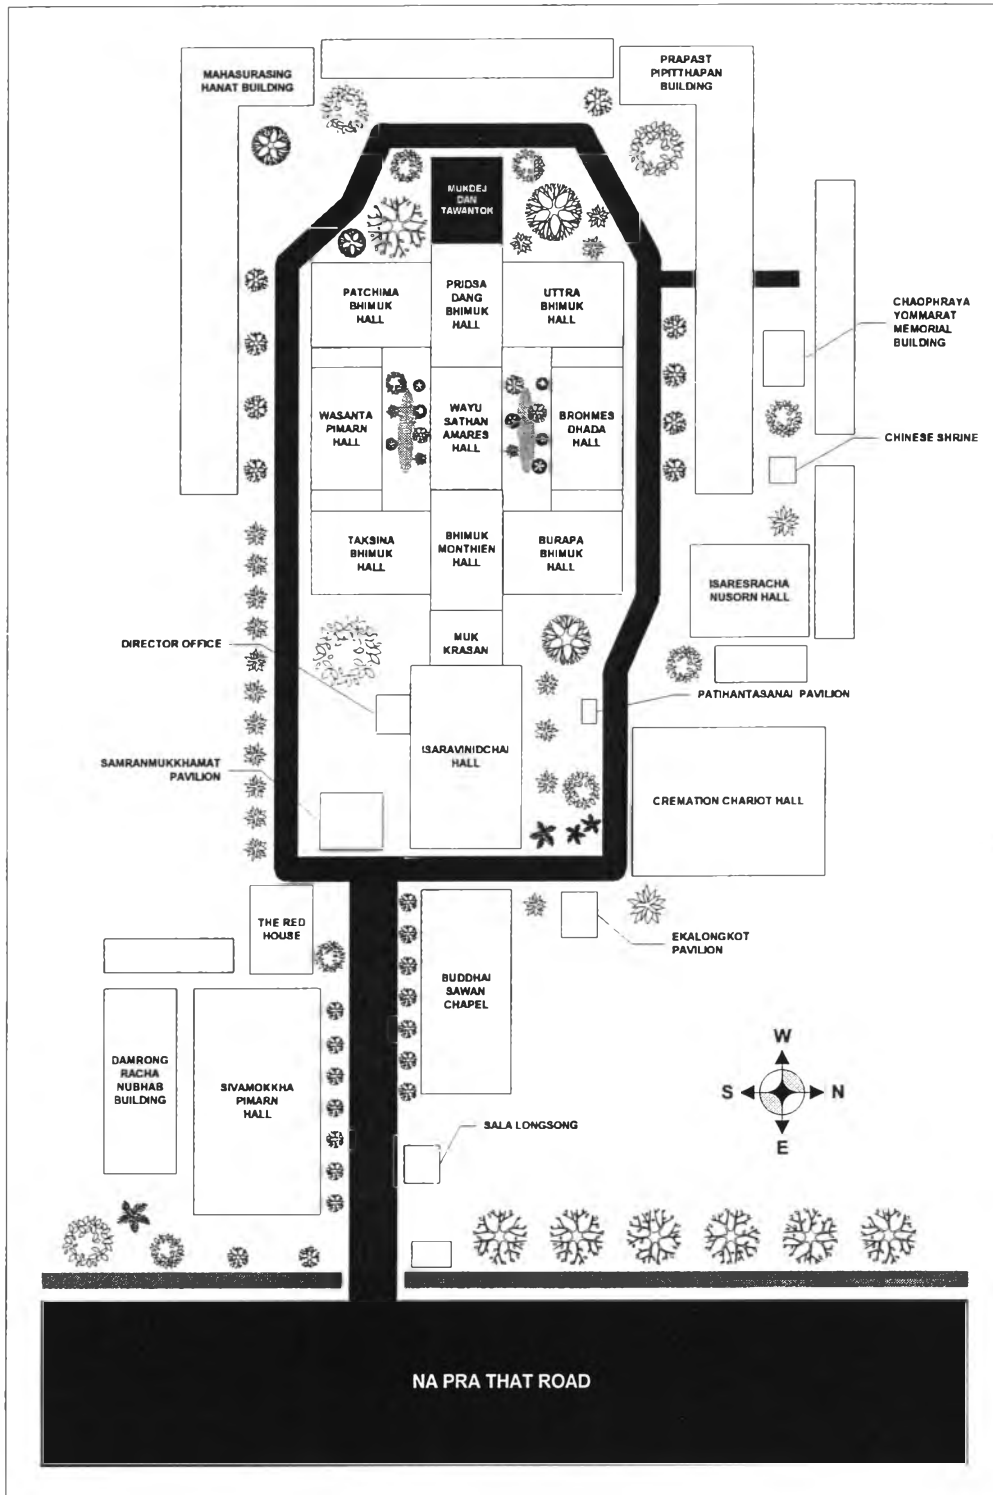 MAHASURASING
HANAT BUILDING
PRAPAST
PIPITTHAPAN
BUILDING
MUKDEJ
DAN
TAWANTOK
PATCHIMA
BHIMUK
HALL
PRIDSA
DANG
BHIMUK
HALL
UTTRA
BHIMUK
HALL
CHAOPHRAYA
YOMMARAT
MEMORIAL
BUILDING
WASANTA
PIMARN
HALL
WAYU
SATHAN
AMARES
HALL
BROHMES
DHADA
HALL
CHINESE SHRINE
TAKSINA
BHIMUK
HALL
BHIMUK
MONTHIEN
HALL
BURAPA
BHIMUK
HALL
ISARESRACHA
NUSORN HALL
DIRECTOR OFFICE
MUK
KRASAN
PATIHANTASANAI PAVILION
ISARAVINIDCHAI
HALL
SAMRANMUKKHAMAT
PAVILION
CREMATION CHARIOT HALL
THE RED
HOUSE
EKALONGKOT
PAVILION
BUDDHAI
SAWAN
CHAPEL
DAMRONG
RACHA
NUBHAB
BUILDING
SIVAMOKKHA
PIMARN
HALL
W
S
N
E
SALA LONGSONG
NA PRA THAT ROAD